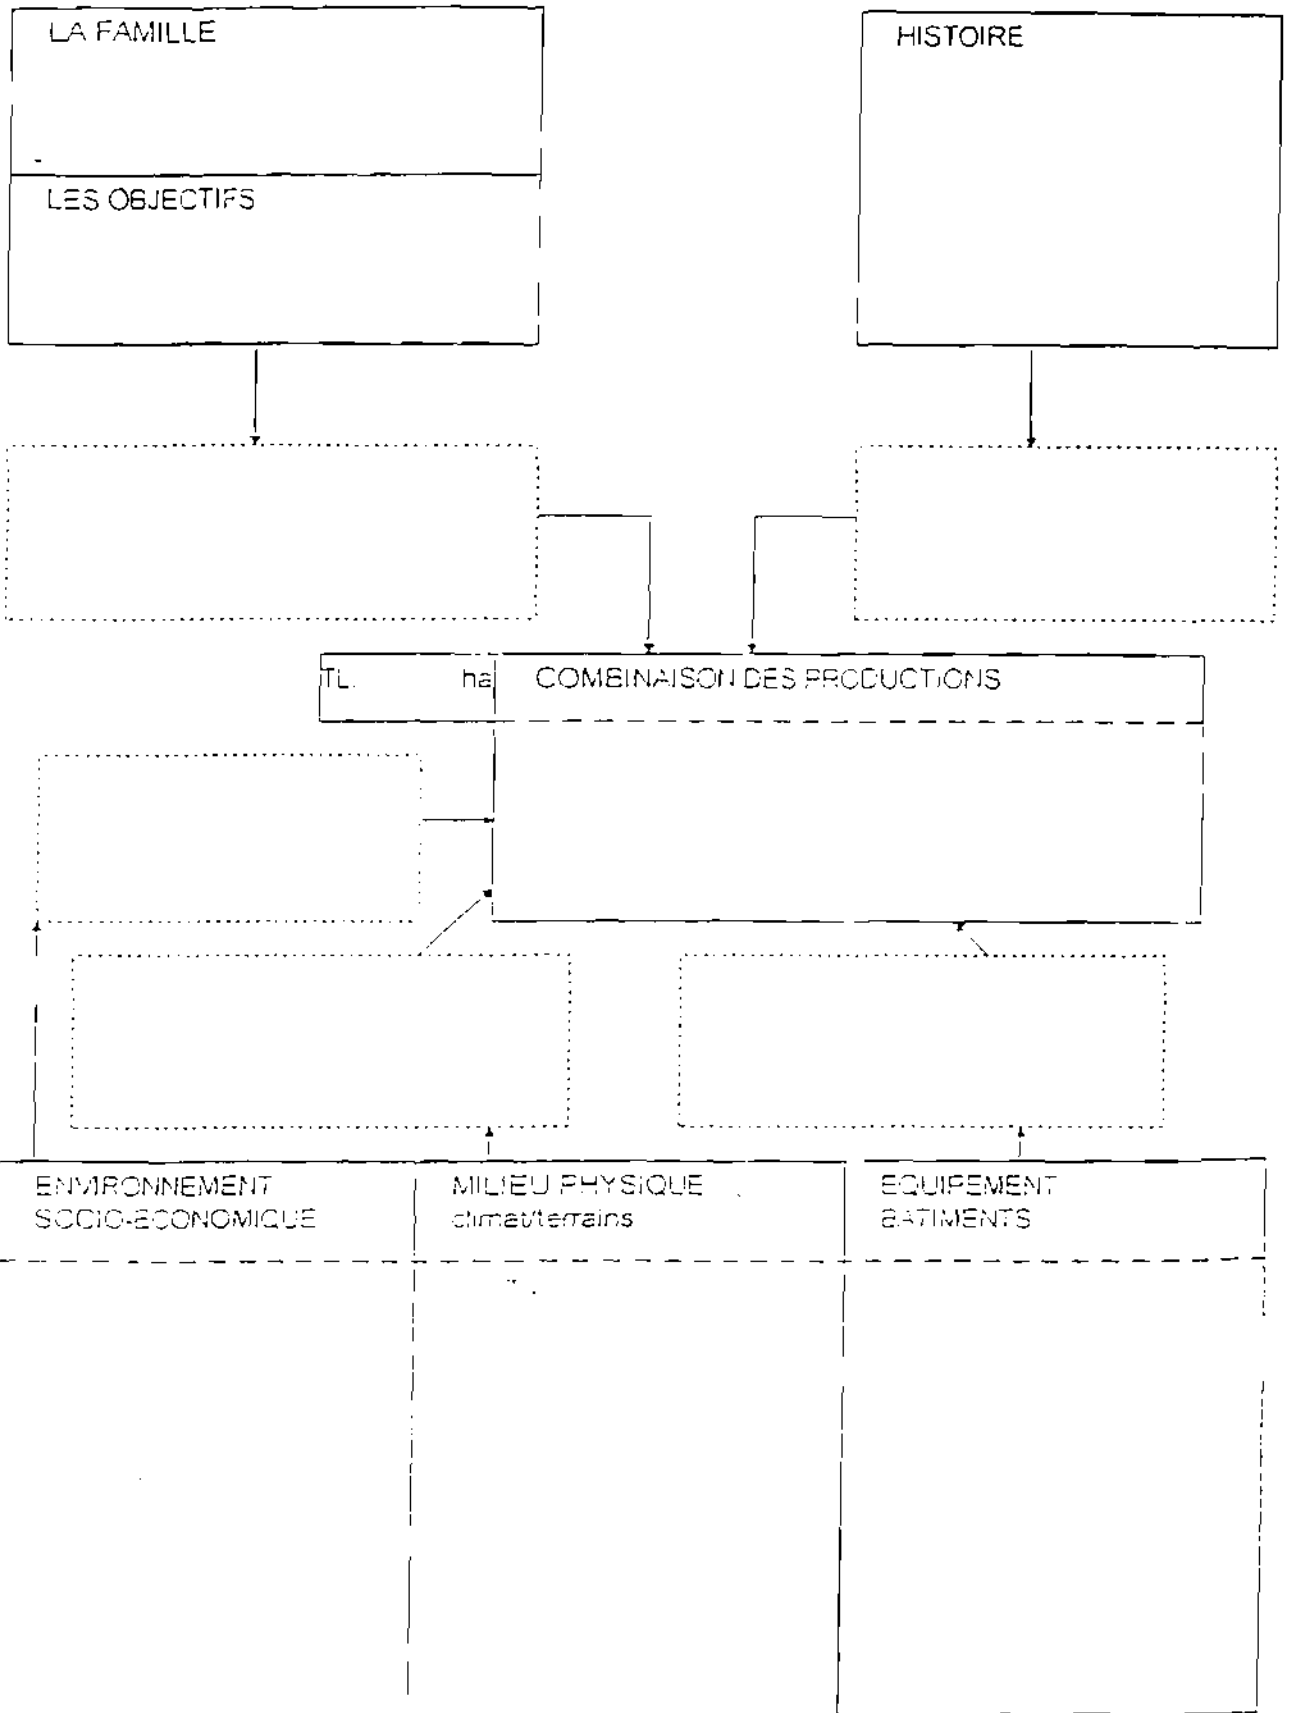 LA FAMILLE
HISTOIRE
LES OBJECTIFS
TL. ha COMBINAISON DES PRODUCTIONS
ENVIRONNEMENT
SOCIO-ECONOMIQUE
MILIEU PHYSIQUE
climat/terrains
EQUIPEMENT
BATIMENTS